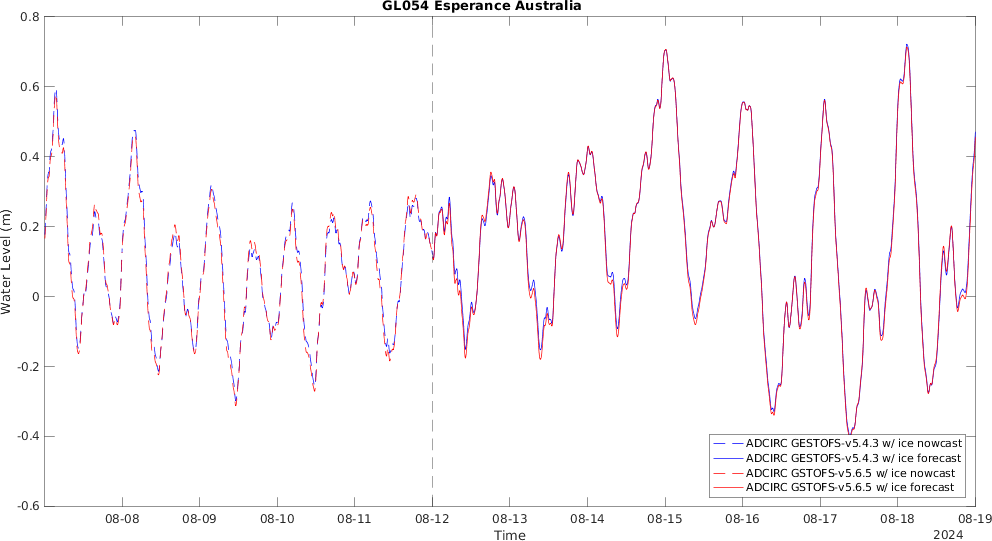 GL054 Esperance Australia
Water Level (m)
0.8
0.6
0.4
0.2
0
-0.2
-0.4
-0.6
ADCIRC GESTOFS-v5.4.3 w/ ice nowcast
ADCIRC GESTOFS-v5.4.3 w/ ice forecast
ADCIRC GSTOFS-v5.6.5 w/ ice nowcast
ADCIRC GSTOFS-v5.6.5 w/ ice forecast
08-08 08-09 08-10 08-11 08-12 08-13 08-14 08-15 08-16 08-17 08-18 08-19
Time
2024